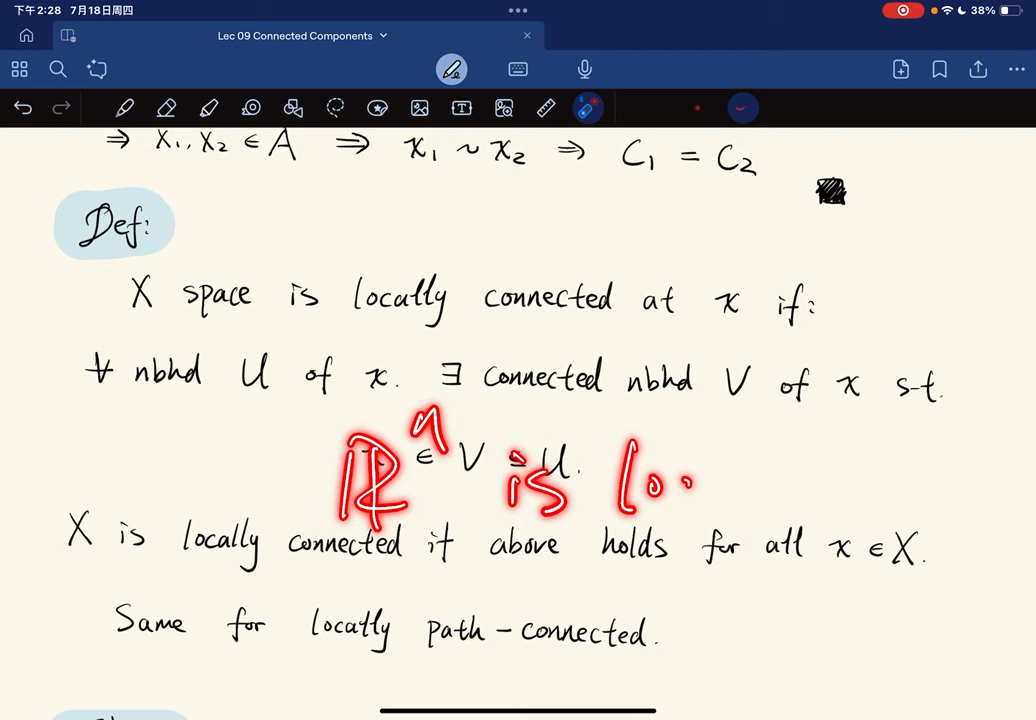 下午2:28 7月18日周四
38%
Lec 09 Connected Components
⇒ x₁, x₂ ∈ A ⇒ x₁ ~ x₂ ⇒ C₁ = C₂
Def:
X space is locally connected at x if:
∀ nbhd U of x. ∃ connected nbhd V of x s-t.
∈ V ⊆ U.
ℝⁿ is
X is locally connected if above holds for all x ∈ X.
Same for locally path-connected.